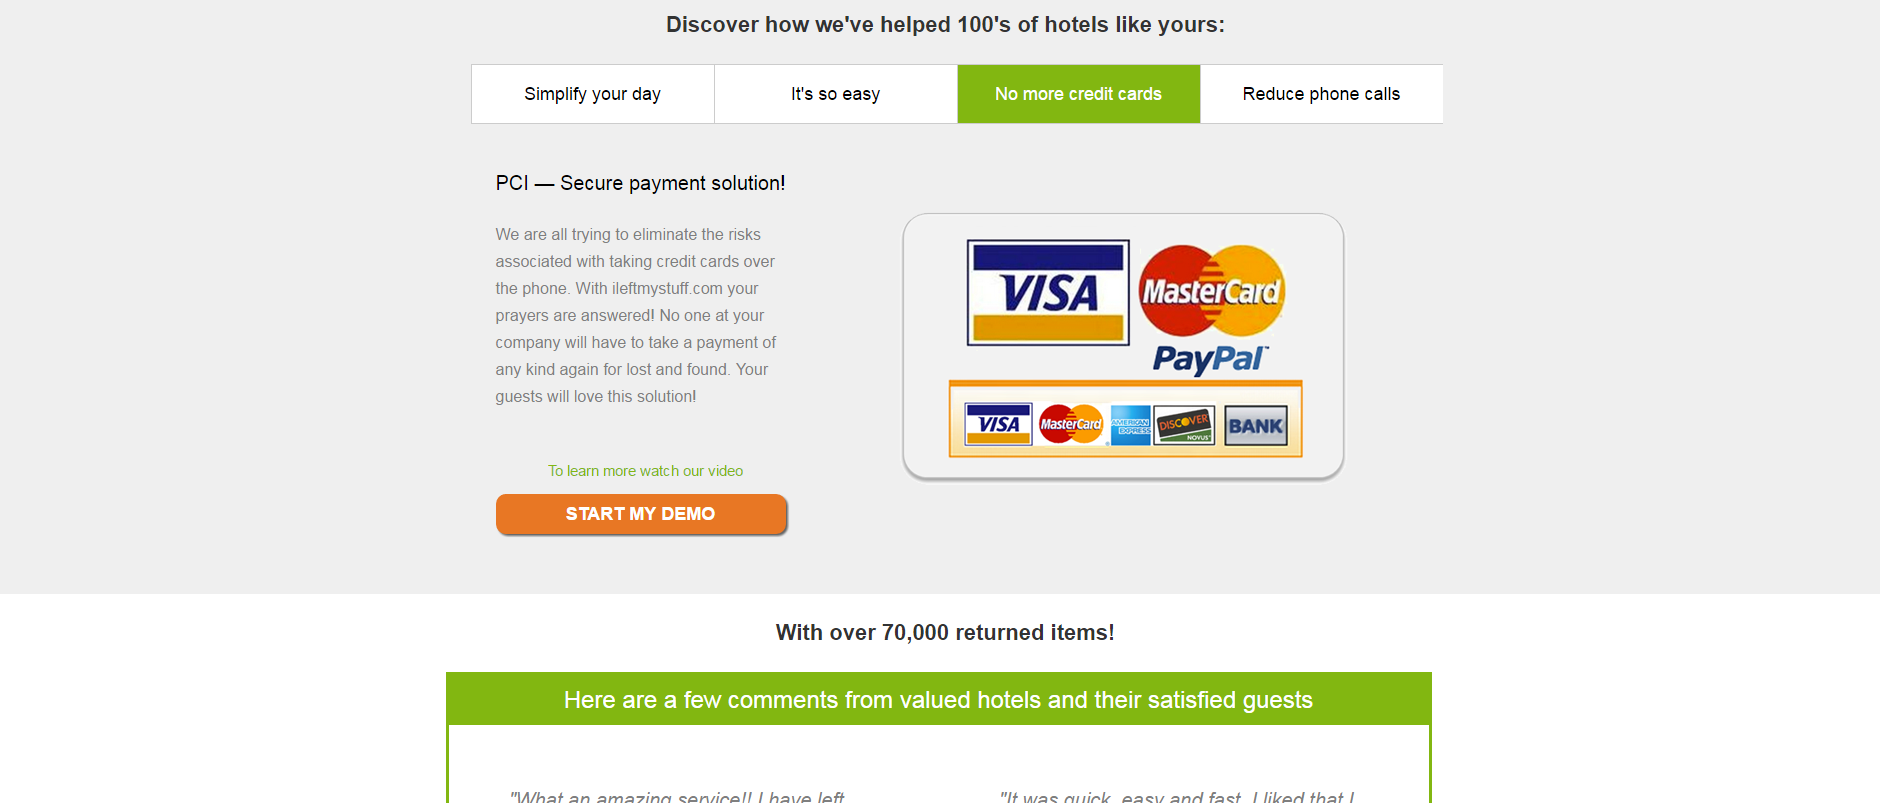 Discover how we've helped 100's of hotels like yours:
Simplify your day
It's so easy
No more credit cards
Reduce phone calls
PCI — Secure payment solution!
We are all trying to eliminate the risks
associated with taking credit cards over
the phone. With ileftmystuff.com your
prayers are answered! No one at your
company will have to take a payment of
any kind again for lost and found. Your
guests will love this solution!
To learn more watch our video
START MY DEMO
VISA
MasterCard
PayPal™
VISA
MasterCard
AMERICAN
EXPRESS
DISCOVER
NOVUS
BANK
With over 70,000 returned items!
Here are a few comments from valued hotels and their satisfied guests
"What an amazing service!! I have left
"It was quick, easy and fast. I liked that I